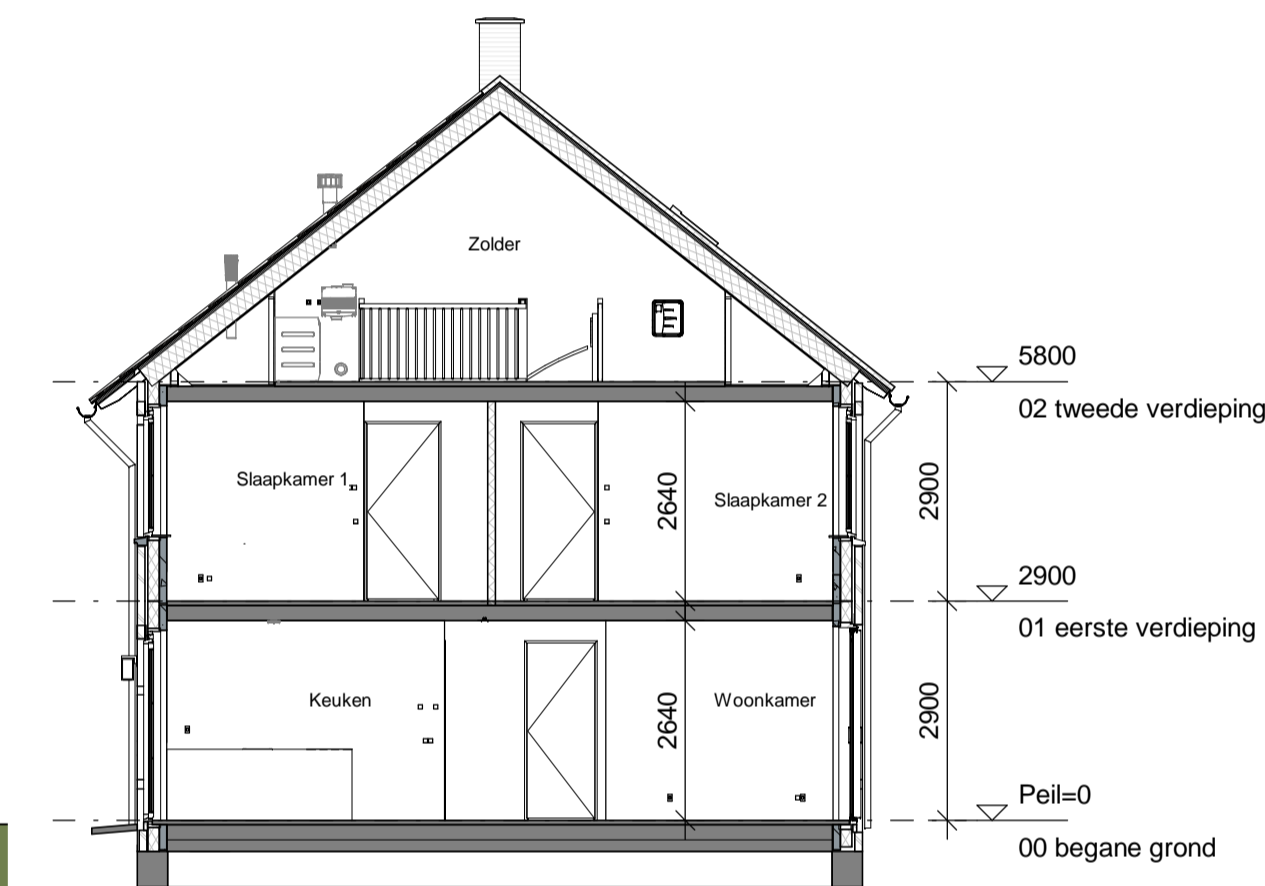 Zolder
5800
02 tweede verdieping
Slaapkamer 1
2640
Slaapkamer 2
2900
2900
01 eerste verdieping
Keuken
2640
Woonkamer
2900
Peil=0
00 begane grond